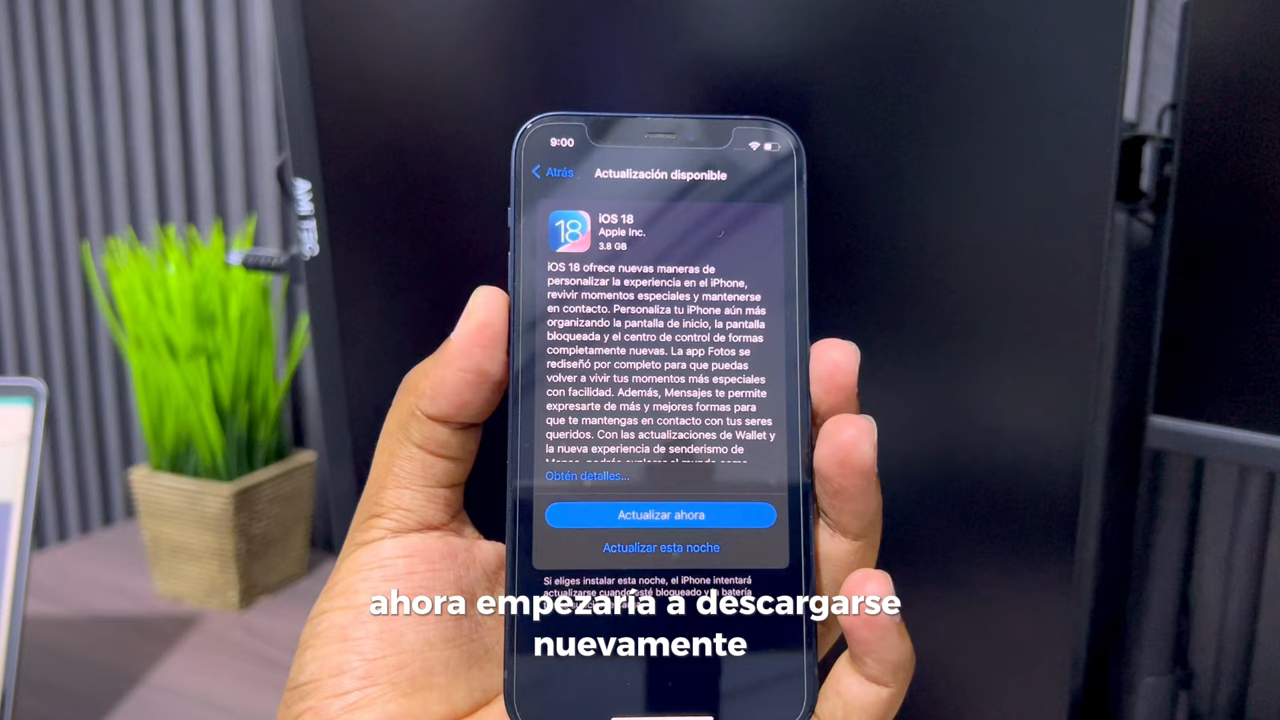 9:00
Atrás
Actualización disponible
18
iOS 18
Apple Inc.
3.8 GB
iOS 18 ofrece nuevas maneras de
personalizar la experiencia en el iPhone,
revivir momentos especiales y mantenerse
en contacto. Personaliza tu iPhone aún más
organizando la pantalla de inicio, la pantalla
bloqueada y el centro de control de formas
completamente nuevas. La app Fotos se
rediseñó por completo para que puedas
volver a vivir tus momentos más especiales
con facilidad. Además, Mensajes te permite
expresarte de más y mejores formas para
que te mantengas en contacto con tus seres
queridos. Con las actualizaciones de Wallet y
la nueva experiencia de senderismo de
Obtén detalles...
Actualizar ahora
Actualizar esta noche
Si eliges instalar esta noche, el iPhone intentará
actualizarse cuando esté bloqueado y batería
ahora empezaría a descargarse
nuevamente